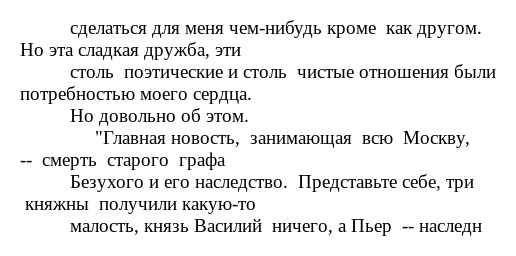 сделаться для меня чем-нибудь кроме  как другом.
Но эта сладкая дружба, эти
столь  поэтические и столь  чистые отношения были
потребностью моего сердца.
Но довольно об этом.
"Главная новость,  занимающая  всю  Москву,
--  смерть  старого  графа
Безухого и его наследство.  Представьте себе, три
княжны  получили какую-то
малость, князь Василий  ничего, а Пьер  -- наследн